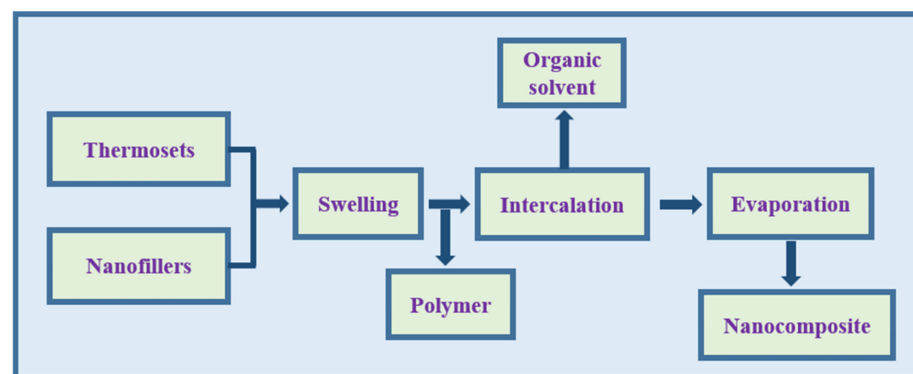 Organic
solvent
Thermosets
Swelling
Intercalation
Evaporation
Nanofillers
Polymer
Nanocomposite